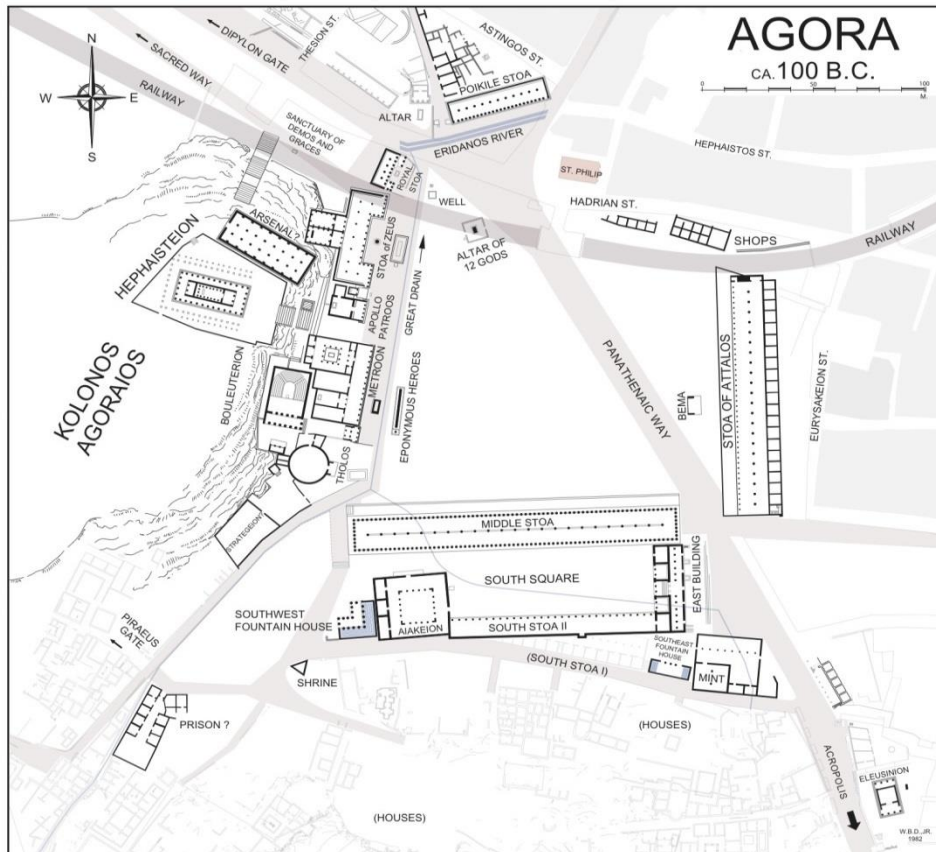 AGORA
CA. 100 B.C.
0
50
100
M.
N
W
E
S
SACRED WAY
DIPYLON GATE
THESION ST.
RAILWAY
ASTINGOS ST.
POIKILE STOA
ALTAR
SANCTUARY OF
DEMOS AND
GRACES
ERIDANOS RIVER
HEPHAISTOS ST.
ST. PHILIP
ROYAL
STOA
WELL
HADRIAN ST.
SHOPS
RAILWAY
ALTAR OF
12 GODS
ARSENAL?
HEPHAISTEION
STOA of ZEUS
GREAT DRAIN
APOLLO
PATROOS
KOLONOS
AGORAIOS
BOULEUTERION
METROON
EPONYMOUS HEROES
PANATHENAIC WAY
BEMA
STOA OF ATTALOS
EURYSAKEION ST.
THOLOS
STRATEGEION?
MIDDLE STOA
SOUTH SQUARE
EAST BUILDING
SOUTHWEST
FOUNTAIN HOUSE
AIAKEION
SOUTH STOA II
PIRAEUS
GATE
(SOUTH STOA I)
SOUTHEAST
FOUNTAIN
HOUSE
MINT
SHRINE
PRISON ?
(HOUSES)
ACROPOLIS
ELEUSINION
(HOUSES)
W.B.D.,JR.
1982